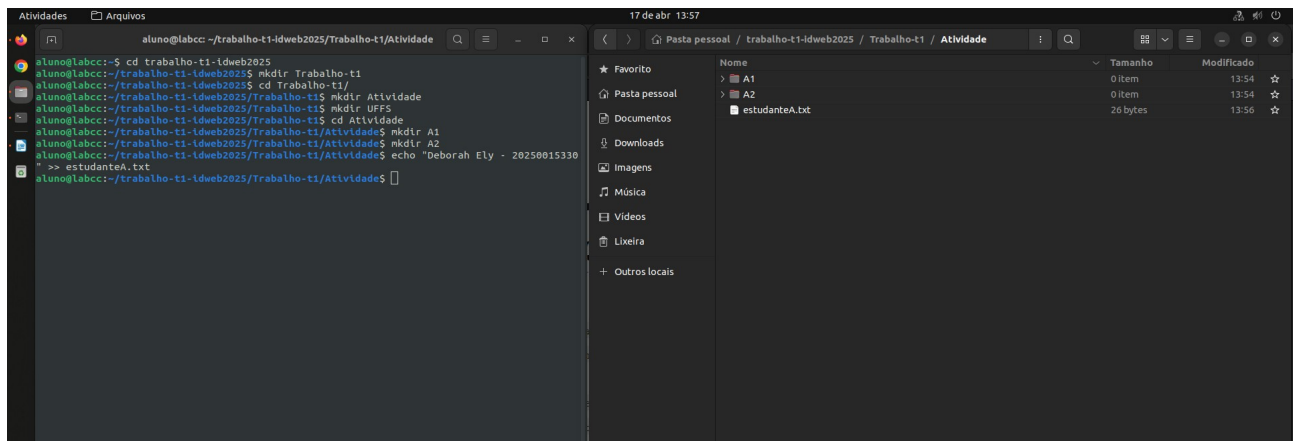 Atividades Arquivos 17 de abr 13:57
aluno@labcc: ~/trabalho-t1-idweb2025/Trabalho-t1/Atividade
aluno@labcc:~$ cd trabalho-t1-idweb2025
aluno@labcc:~/trabalho-t1-idweb2025$ mkdir Trabalho-t1
aluno@labcc:~/trabalho-t1-idweb2025$ cd Trabalho-t1/
aluno@labcc:~/trabalho-t1-idweb2025/Trabalho-t1$ mkdir Atividade
aluno@labcc:~/trabalho-t1-idweb2025/Trabalho-t1$ mkdir UFFS
aluno@labcc:~/trabalho-t1-idweb2025/Trabalho-t1$ cd Atividade
aluno@labcc:~/trabalho-t1-idweb2025/Trabalho-t1/Atividade$ mkdir A1
aluno@labcc:~/trabalho-t1-idweb2025/Trabalho-t1/Atividade$ mkdir A2
aluno@labcc:~/trabalho-t1-idweb2025/Trabalho-t1/Atividade$ echo "Deborah Ely - 20250015330
" >> estudanteA.txt
aluno@labcc:~/trabalho-t1-idweb2025/Trabalho-t1/Atividade$
Pasta pessoal / trabalho-t1-idweb2025 / Trabalho-t1 / Atividade
Favorito
Pasta pessoal
Documentos
Downloads
Imagens
Música
Vídeos
Lixeira
+ Outros locais
Nome Tamanho Modificado
A1 0 item 13:54
A2 0 item 13:54
estudanteA.txt 26 bytes 13:56